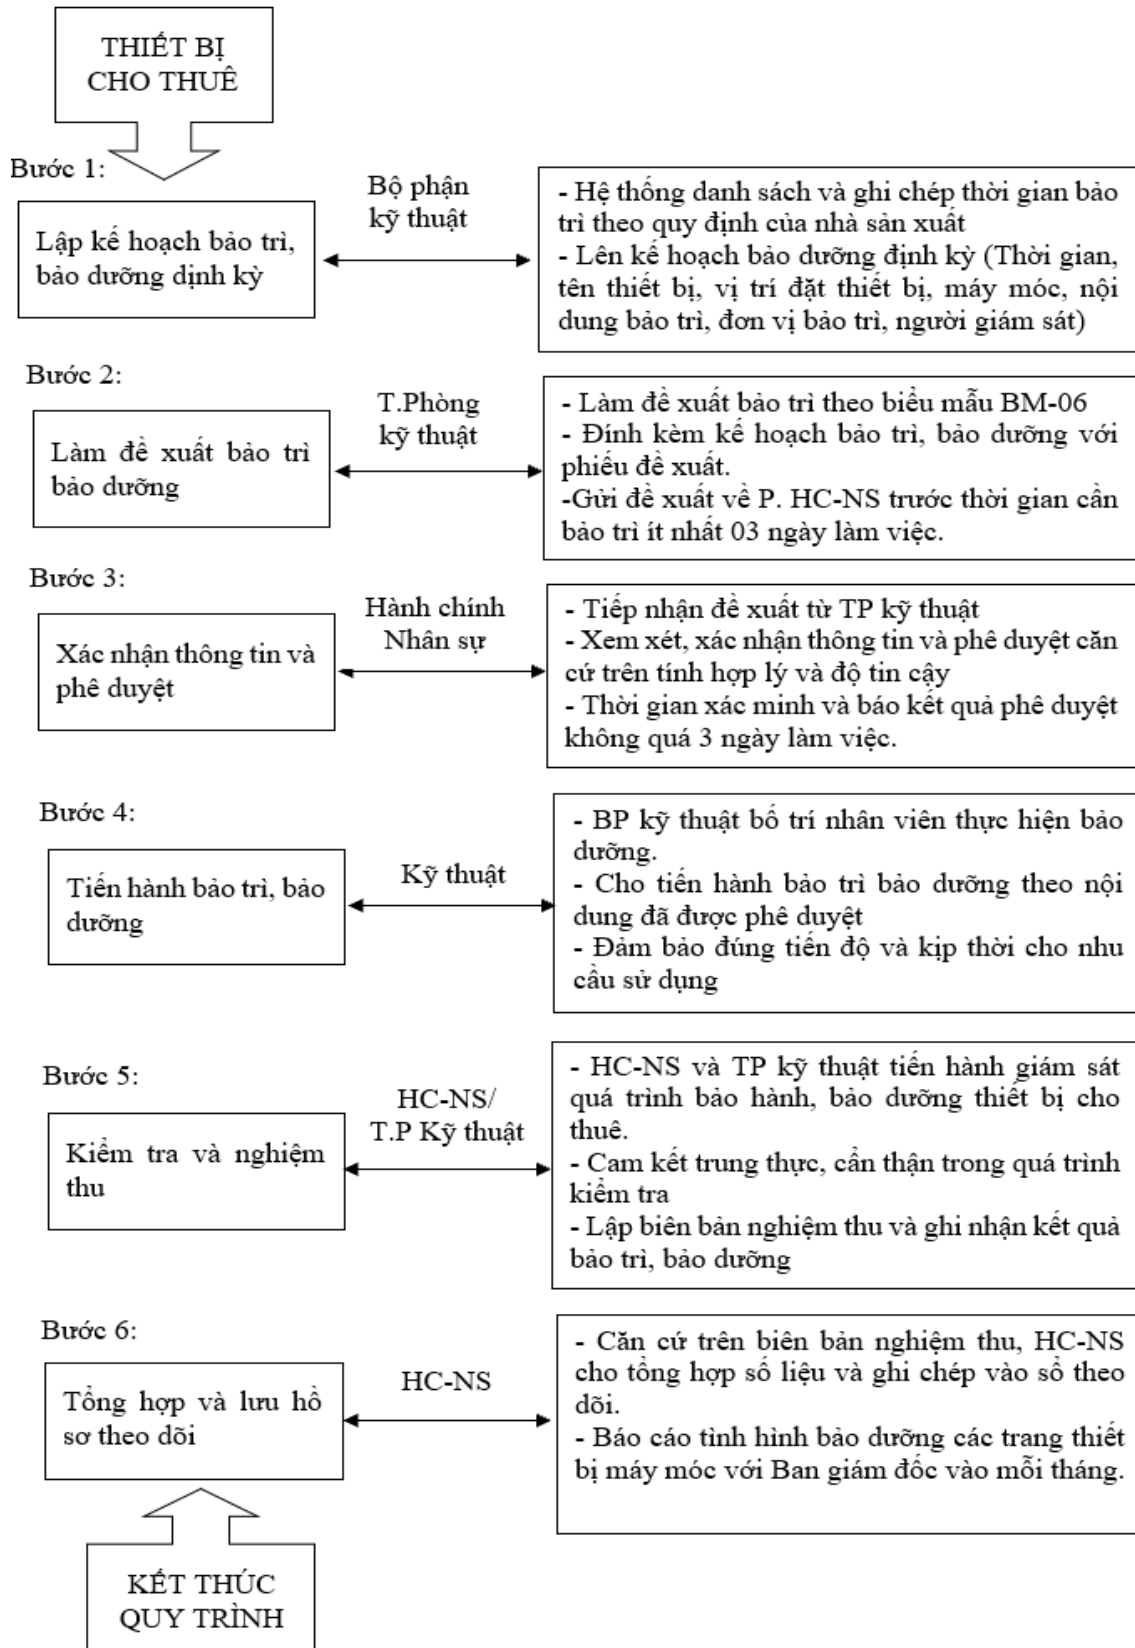 THIẾT BỊ
CHO THUÊ
Bước 1:
Lập kế hoạch bảo trì,
bảo dưỡng dịnh kỳ
Bộ phận
kỹ thuật
- Hệ thống danh sách và ghi chép thời gian bảo
trì theo quy định của nhà sản xuất
- Lên kế hoạch bảo dưỡng định kỳ (Thời gian,
tên thiết bị, vị trí đặt thiết bị, máy móc, nội
dung bảo trì, đơn vị bảo trì, người giám sát)
Bước 2:
Làm đề xuất bảo trì
bảo dưỡng
T.Phòng
kỹ thuật
- Làm đề xuất bảo trì theo biểu mẫu BM-06
- Đính kèm kế hoạch bảo trì, bảo dưỡng với
phiếu đề xuất.
-Gửi đề xuất về P. HC-NS trước thời gian cần
bảo trì ít nhất 03 ngày làm việc.
Bước 3:
Xác nhận thông tin và
phê duyệt
Hành chính
Nhân sự
- Tiếp nhận đề xuất từ TP kỹ thuật
- Xem xét, xác nhận thông tin và phê duyệt căn
cứ trên tính hợp lý và độ tin cậy
- Thời gian xác minh và báo kết quả phê duyệt
không quá 3 ngày làm việc.
Bước 4:
Tiến hành bảo trì, bảo
dưỡng
Kỹ thuật
- BP kỹ thuật bố trí nhân viên thực hiện bảo
dưỡng.
- Cho tiến hành bảo trì bảo dưỡng theo nội
dung đã được phê duyệt
- Đảm bảo đúng tiến độ và kịp thời cho nhu
cầu sử dụng
Bước 5:
Kiểm tra và nghiệm
thu
HC-NS/
T.P Kỹ thuật
- HC-NS và TP kỹ thuật tiến hành giám sát
quá trình bảo hành, bảo dưỡng thiết bị cho
thuê.
- Cam kết trung thực, cẩn thận trong quá trình
kiểm tra
- Lập biên bản nghiệm thu và ghi nhận kết quả
bảo trì, bảo dưỡng
Bước 6:
Tổng hợp và lưu hồ
sơ theo dõi
HC-NS
- Căn cứ trên biên bản nghiệm thu, HC-NS
cho tổng hợp số liệu và ghi chép vào sổ theo
dõi.
- Báo cáo tình hình bảo dưỡng các trang thiết
bị máy móc với Ban giám đốc vào mỗi tháng.
KẾT THÚC
QUY TRÌNH